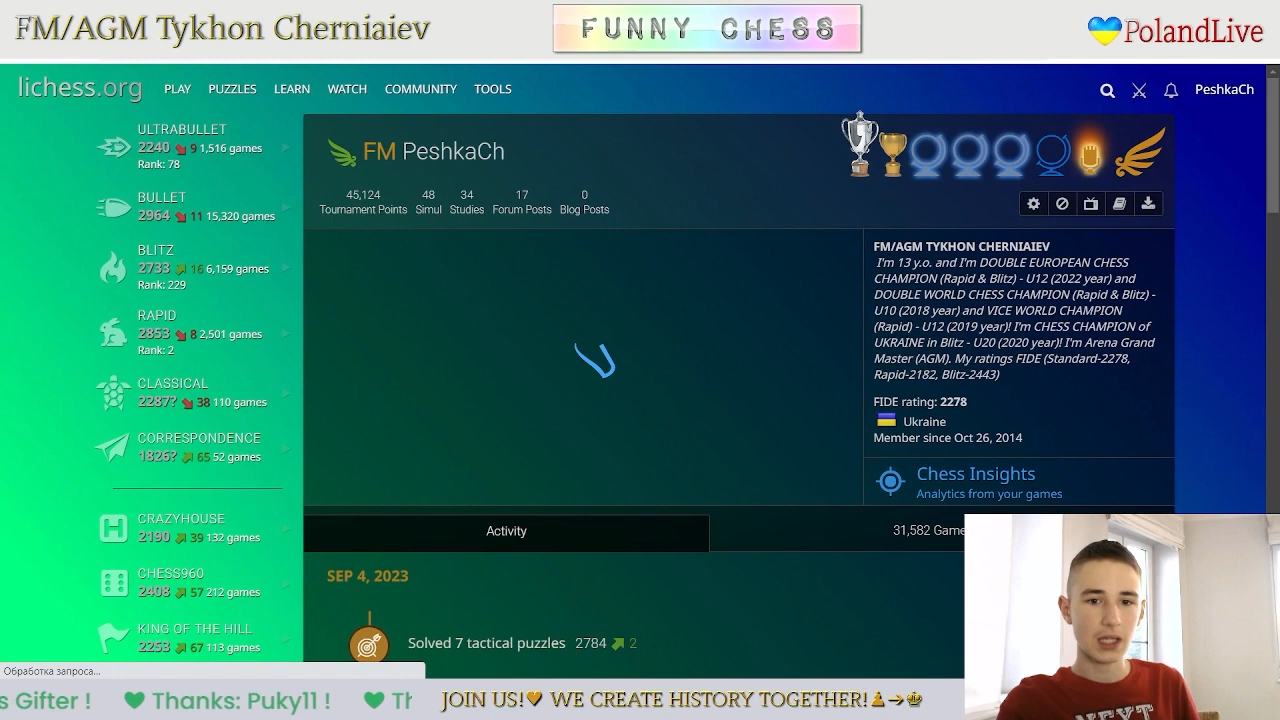 FM/AGM Tykhon Cherniaiev
FUNNY CHESS
PolandLive
lichess.org
PLAY
PUZZLES
LEARN
WATCH
COMMUNITY
TOOLS
PeshkaCh
ULTRABULLET
2240 9 1,516 games
Rank: 78
BULLET
2964 11 15,320 games
BLITZ
2733 16 6,159 games
Rank: 229
RAPID
2853 8 2,501 games
Rank: 2
CLASSICAL
2287? 38 110 games
CORRESPONDENCE
1826? 65 52 games
CRAZYHOUSE
2190 39 132 games
CHESS960
2408 57 212 games
KING OF THE HILL
2253 67 113 games
FM PeshkaCh
45,124
Tournament Points
48
Simul
34
Studies
17
Forum Posts
0
Blog Posts
FM/AGM TYKHON CHERNIAIEV
I'm 13 y.o. and I'm DOUBLE EUROPEAN CHESS
CHAMPION (Rapid & Blitz) - U12 (2022 year) and
DOUBLE WORLD CHESS CHAMPION (Rapid & Blitz) -
U10 (2018 year) and VICE WORLD CHAMPION
(Rapid) - U12 (2019 year)! I'm CHESS CHAMPION of
UKRAINE in Blitz - U20 (2020 year)! I'm Arena Grand
Master (AGM). My ratings FIDE (Standard-2278,
Rapid-2182, Blitz-2443)
FIDE rating: 2278
Ukraine
Member since Oct 26, 2014
Chess Insights
Analytics from your games
Activity
31,582 Game
SEP 4, 2023
Solved 7 tactical puzzles 2784 2
Обработка запроса...
s Gifter !
Thanks: Puky11 !
Th
JOIN US! WE CREATE HISTORY TOGETHER!
NEXT